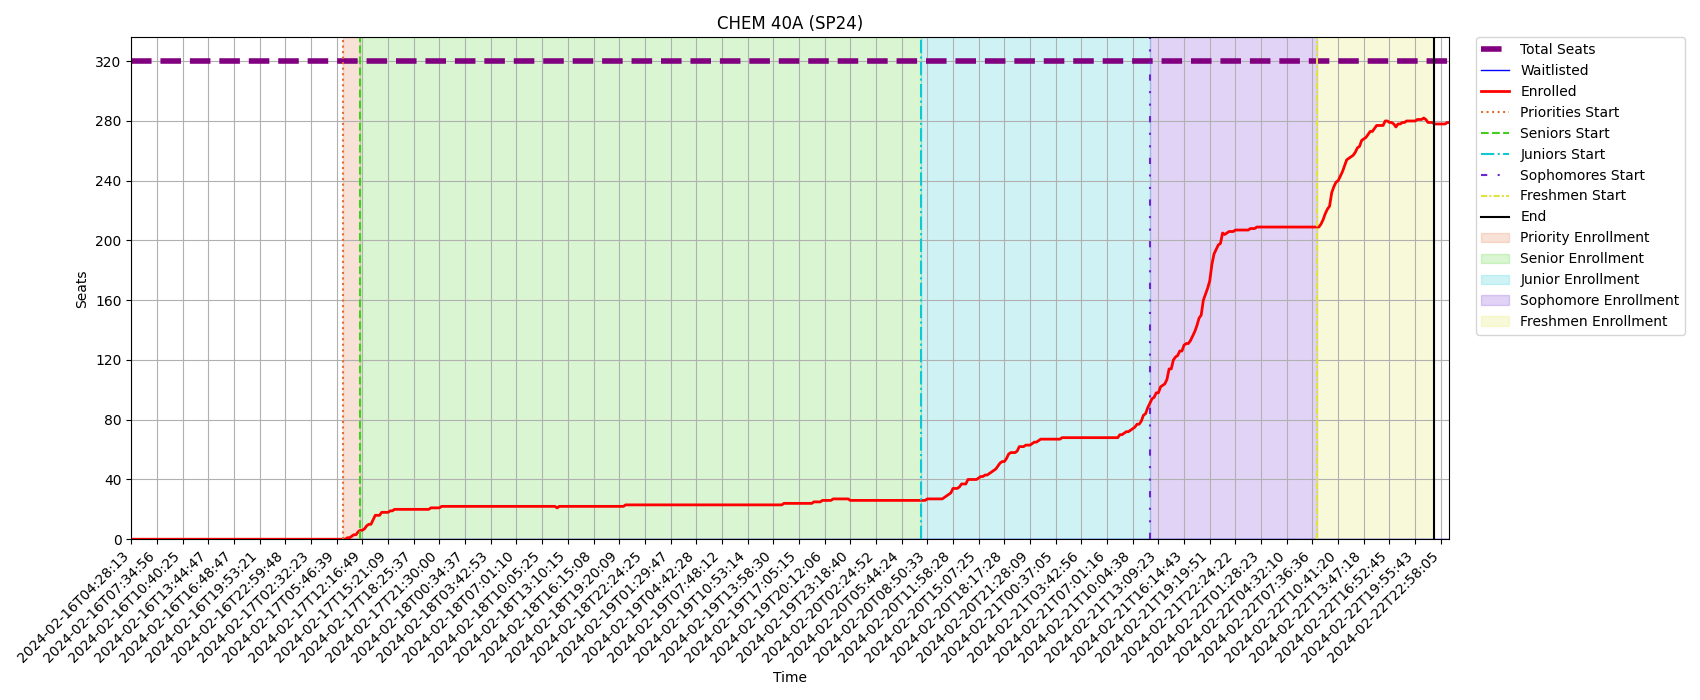 CHEM 40A (SP24)
Seats
320
280
240
200
160
120
80
40
0
2024-02-16T04:28:13
2024-02-16T07:34:56
2024-02-16T10:40:25
2024-02-16T13:44:47
2024-02-16T16:48:47
2024-02-16T19:53:21
2024-02-16T22:59:48
2024-02-17T02:32:23
2024-02-17T05:46:39
2024-02-17T12:16:49
2024-02-17T15:21:09
2024-02-17T18:25:37
2024-02-17T21:30:00
2024-02-18T00:34:37
2024-02-18T03:42:53
2024-02-18T07:01:10
2024-02-18T10:05:25
2024-02-18T13:10:15
2024-02-18T16:15:08
2024-02-18T19:20:09
2024-02-18T22:24:25
2024-02-19T01:29:47
2024-02-19T04:42:28
2024-02-19T07:48:12
2024-02-19T10:53:14
2024-02-19T13:58:30
2024-02-19T17:05:15
2024-02-19T20:12:06
2024-02-19T23:18:40
2024-02-20T02:24:52
2024-02-20T05:44:24
2024-02-20T08:50:33
2024-02-20T11:58:28
2024-02-20T15:07:25
2024-02-20T18:17:28
2024-02-20T21:28:09
2024-02-21T00:37:05
2024-02-21T03:42:56
2024-02-21T07:01:16
2024-02-21T10:04:38
2024-02-21T13:09:23
2024-02-21T16:14:43
2024-02-21T19:19:51
2024-02-21T22:24:22
2024-02-22T01:28:23
2024-02-22T04:32:10
2024-02-22T07:36:36
2024-02-22T10:41:20
2024-02-22T13:47:18
2024-02-22T16:52:45
2024-02-22T19:55:43
2024-02-22T22:58:05
Time
Total Seats
Waitlisted
Enrolled
Priorities Start
Seniors Start
Juniors Start
Sophomores Start
Freshmen Start
End
Priority Enrollment
Senior Enrollment
Junior Enrollment
Sophomore Enrollment
Freshmen Enrollment